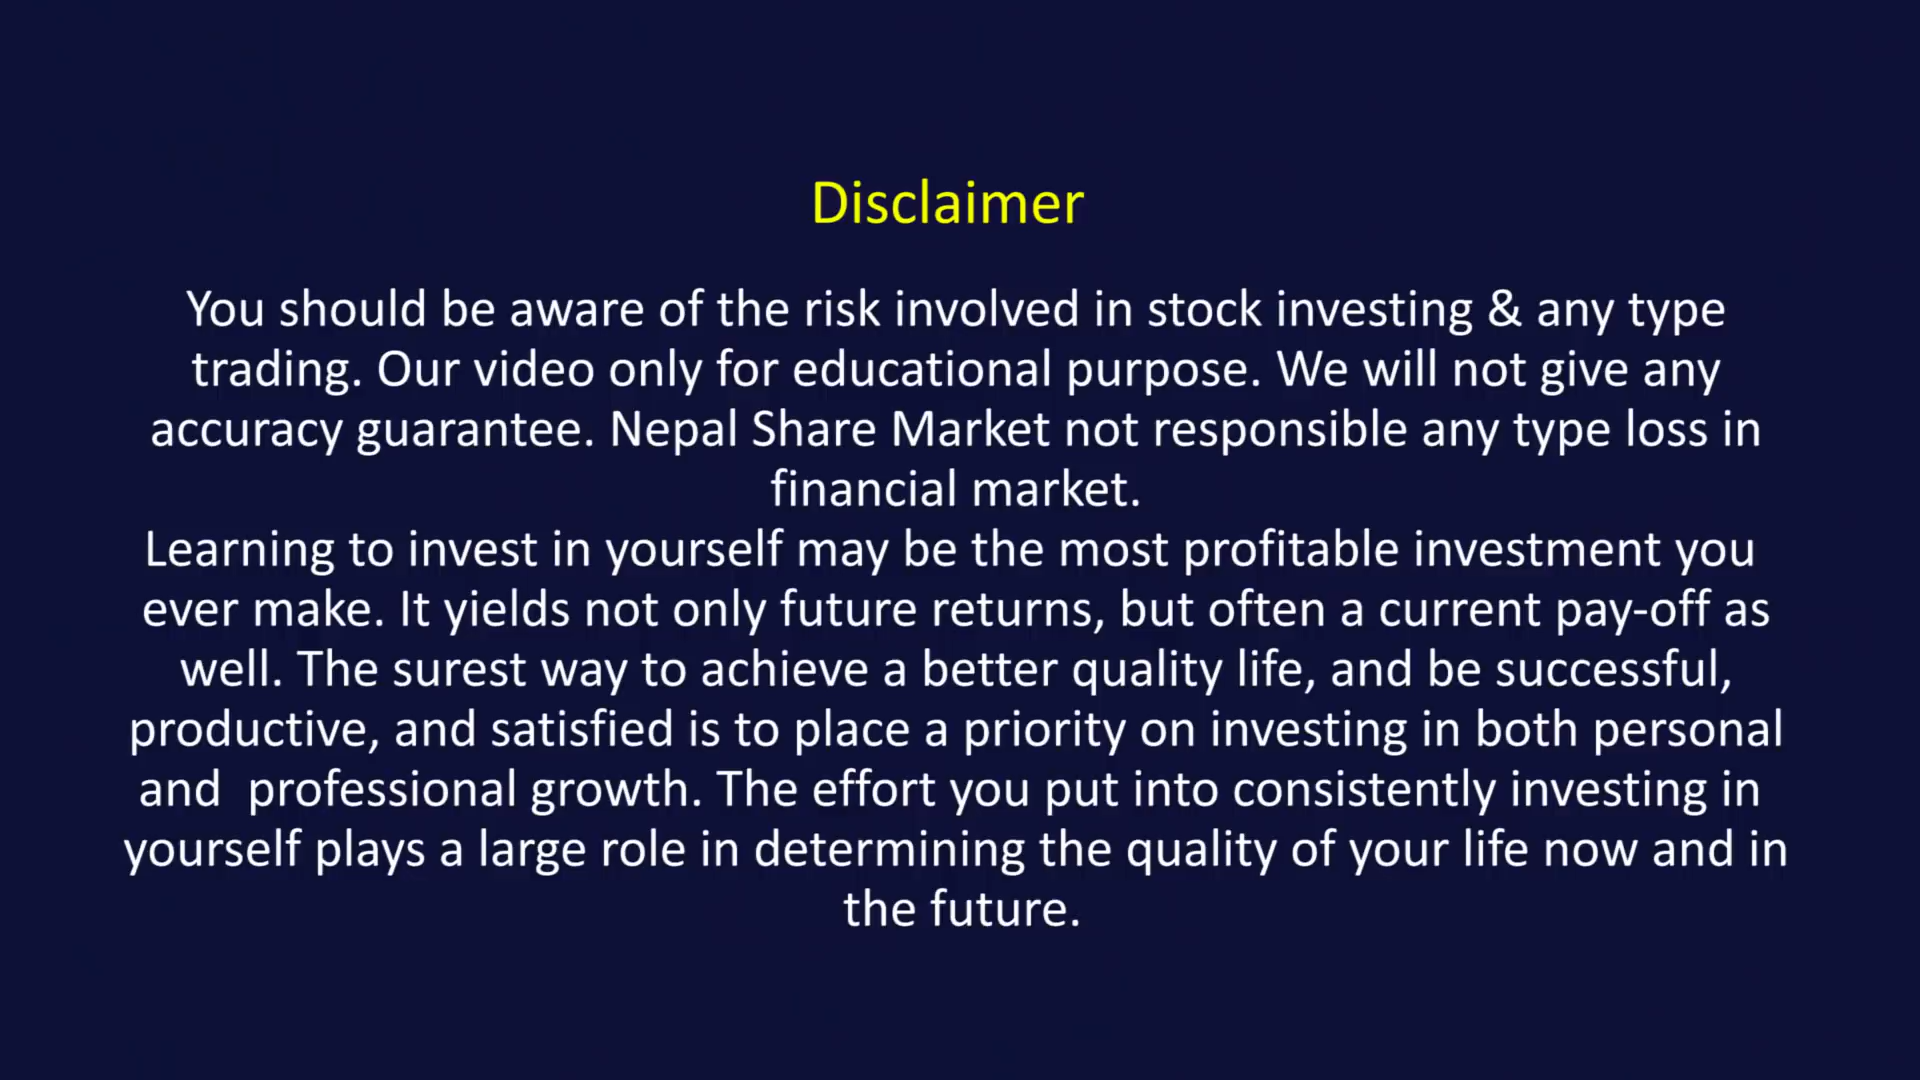 Disclaimer
You should be aware of the risk involved in stock investing & any type
trading. Our video only for educational purpose. We will not give any
accuracy guarantee. Nepal Share Market not responsible any type loss in
financial market.
Learning to invest in yourself may be the most profitable investment you
ever make. It yields not only future returns, but often a current pay-off as
well. The surest way to achieve a better quality life, and be successful,
productive, and satisfied is to place a priority on investing in both personal
and  professional growth. The effort you put into consistently investing in
yourself plays a large role in determining the quality of your life now and in
the future.